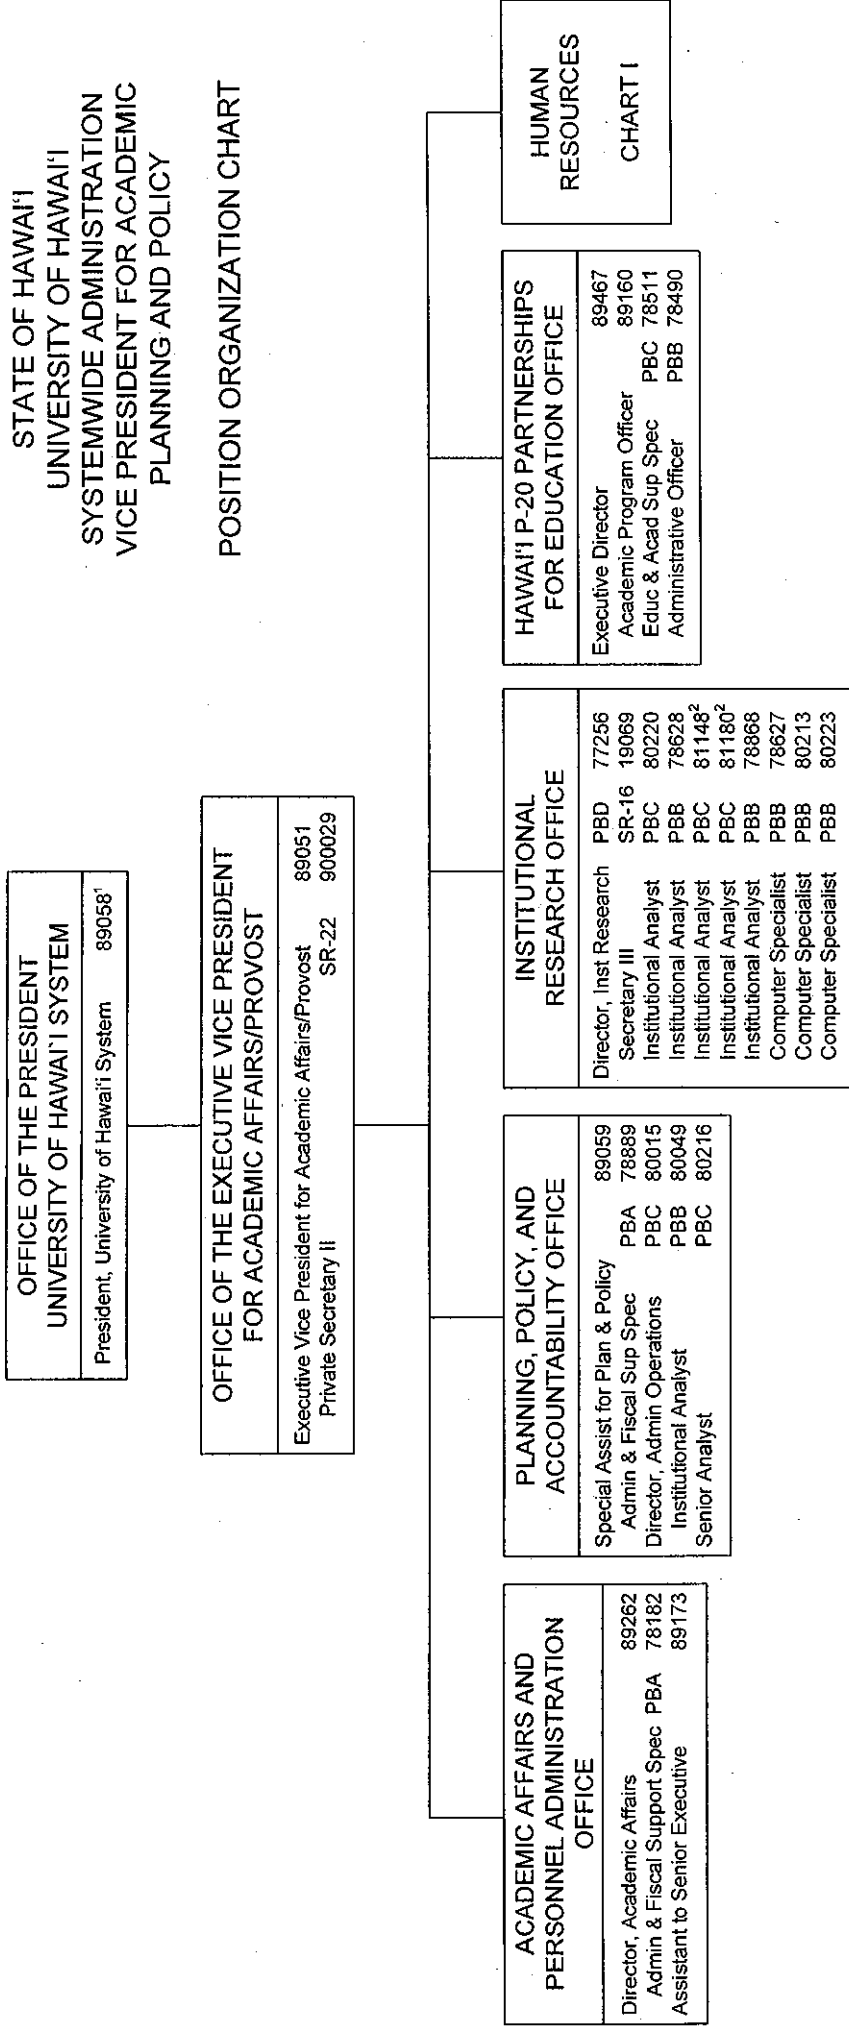 STATE OF HAWAI'I
UNIVERSITY OF HAWAI'I
SYSTEMWIDE ADMINISTRATION
VICE PRESIDENT FOR ACADEMIC
PLANNING AND POLICY
POSITION ORGANIZATION CHART
OFFICE OF THE PRESIDENT
UNIVERSITY OF HAWAI'I SYSTEM
President, University of Hawai'i System 89058¹
OFFICE OF THE EXECUTIVE VICE PRESIDENT
FOR ACADEMIC AFFAIRS/PROVOST
Executive Vice President for Academic Affairs/Provost 89051
Private Secretary II SR-22 900029
ACADEMIC AFFAIRS AND
PERSONNEL ADMINISTRATION
OFFICE
Director, Academic Affairs 89262
Admin & Fiscal Support Spec PBA 78182
Assistant to Senior Executive 89173
PLANNING, POLICY, AND
ACCOUNTABILITY OFFICE
Special Assist for Plan & Policy 89059
Admin & Fiscal Sup Spec PBA 78889
Director, Admin Operations PBC 80015
Institutional Analyst PBB 80049
Senior Analyst PBC 80216
INSTITUTIONAL
RESEARCH OFFICE
Director, Inst Research PBD 77256
Secretary III SR-16 19069
Institutional Analyst PBC 80220
Institutional Analyst PBB 78628
Institutional Analyst PBC 81148²
Institutional Analyst PBC 81180²
Institutional Analyst PBB 78868
Computer Specialist PBB 78627
Computer Specialist PBB 80213
Computer Specialist PBB 80223
HAWAI'I P-20 PARTNERSHIPS
FOR EDUCATION OFFICE
Executive Director 89467
Academic Program Officer 89160
Educ & Acad Sup Spec PBC 78511
Administrative Officer PBB 78490
HUMAN
RESOURCES
CHART I